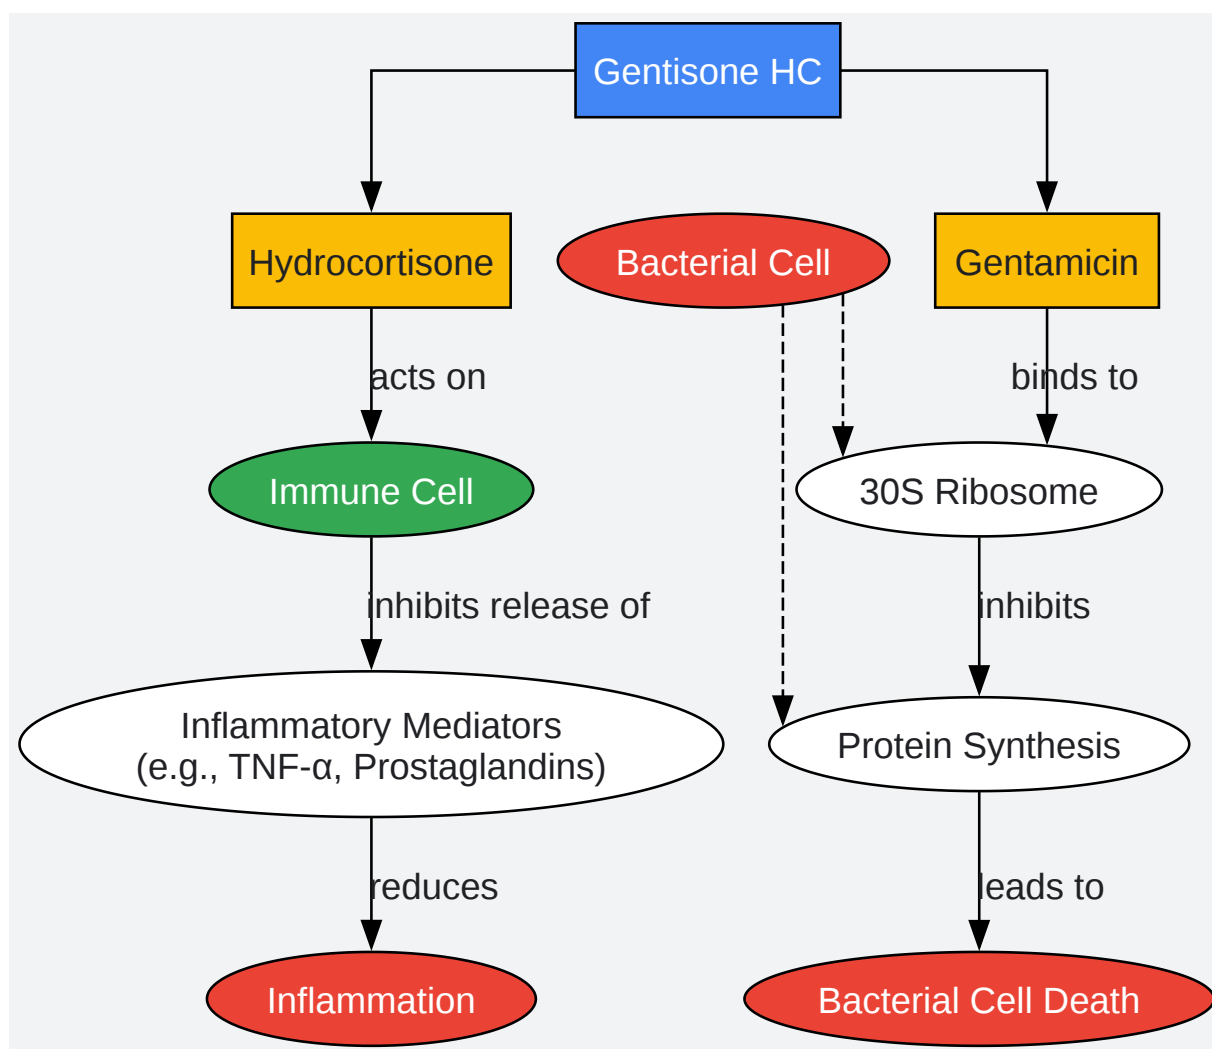 Gentisone HC
Hydrocortisone
Bacterial Cell
Gentamicin
acts on
binds to
Immune Cell
30S Ribosome
inhibits release of
inhibits
Inflammatory Mediators
(e.g., TNF-α, Prostaglandins)
Protein Synthesis
reduces
leads to
Inflammation
Bacterial Cell Death